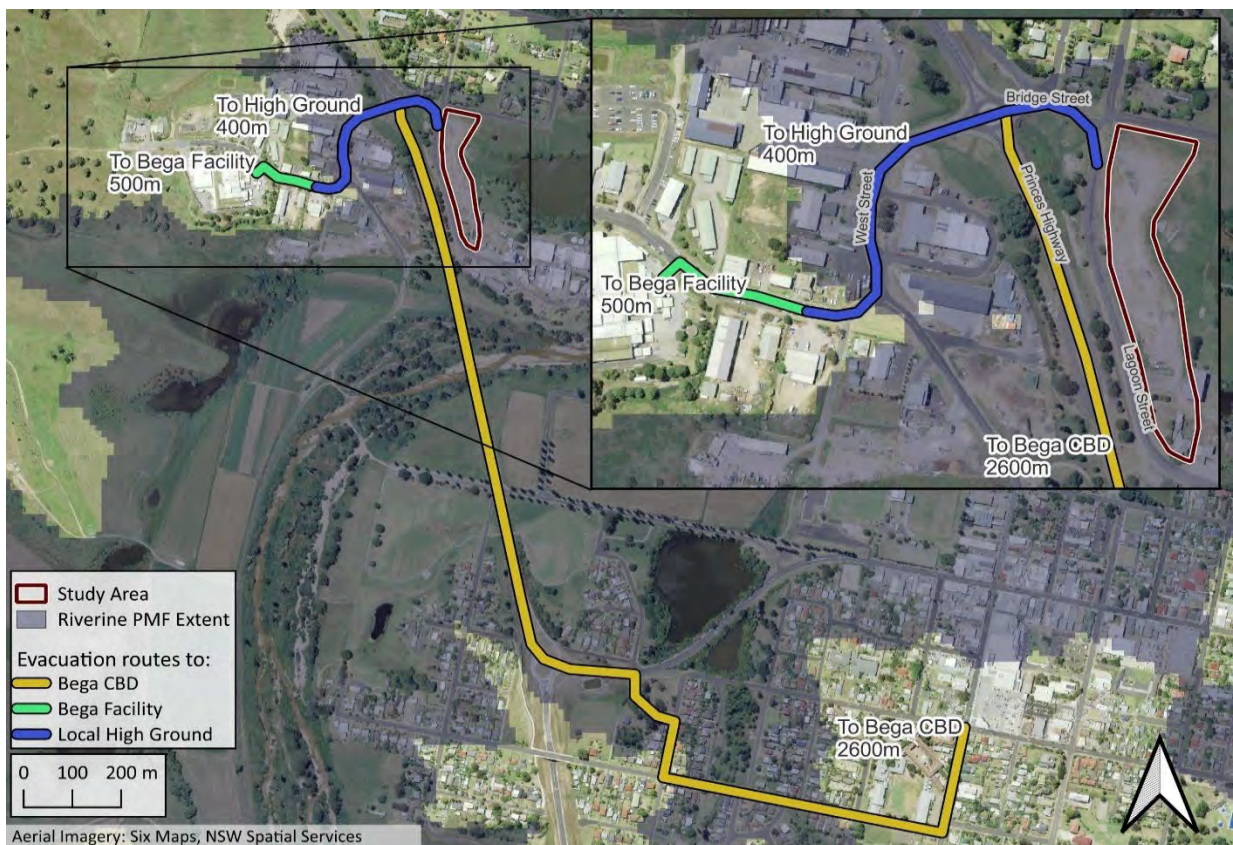 To High Ground
400m
To Bega Facility
500m
To High Ground
400m
Bridge Street
West Street
Princes Highway
To Bega Facility
500m
Lagoon Street
To Bega CBD
2600m
To Bega CBD
2600m
Study Area
Riverine PMF Extent
Evacuation routes to:
Bega CBD
Bega Facility
Local High Ground
0 100 200 m
Aerial Imagery: Six Maps, NSW Spatial Services